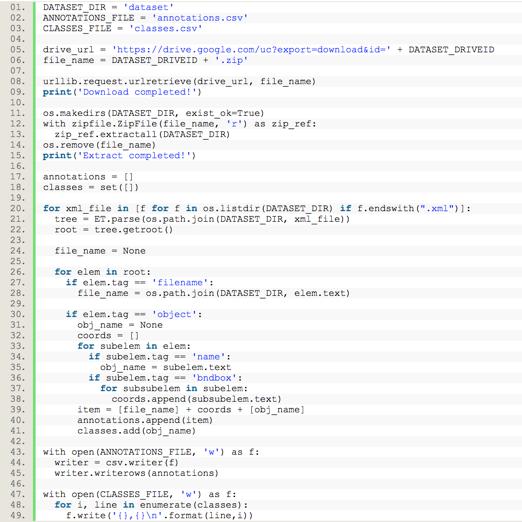 01. DATASET_DIR = 'dataset'
02. ANNOTATIONS_FILE = 'annotations.csv'
03. CLASSES_FILE = 'classes.csv'
04.
05. drive_url = 'https://drive.google.com/uc?export=download&id=' + DATASET_DRIVEID
06. file_name = DATASET_DRIVEID + '.zip'
07.
08. urllib.request.urlretrieve(drive_url, file_name)
09. print('Download completed!')
10.
11. os.makedirs(DATASET_DIR, exist_ok=True)
12. with zipfile.ZipFile(file_name, 'r') as zip_ref:
13.   zip_ref.extractall(DATASET_DIR)
14. os.remove(file_name)
15. print('Extract completed!')
16.
17. annotations = []
18. classes = set([])
19.
20. for xml_file in [f for f in os.listdir(DATASET_DIR) if f.endswith(".xml")]:
21.   tree = ET.parse(os.path.join(DATASET_DIR, xml_file))
22.   root = tree.getroot()
23.
24.   file_name = None
25.
26.   for elem in root:
27.     if elem.tag == 'filename':
28.       file_name = os.path.join(DATASET_DIR, elem.text)
29.
30.     if elem.tag == 'object':
31.       obj_name = None
32.       coords = []
33.       for subelem in elem:
34.         if subelem.tag == 'name':
35.           obj_name = subelem.text
36.         if subelem.tag == 'bndbox':
37.           for subsubelem in subelem:
38.             coords.append(subsubelem.text)
39.       item = [file_name] + coords + [obj_name]
40.       annotations.append(item)
41.       classes.add(obj_name)
42.
43. with open(ANNOTATIONS_FILE, 'w') as f:
44.   writer = csv.writer(f)
45.   writer.writerows(annotations)
46.
47. with open(CLASSES_FILE, 'w') as f:
48.   for i, line in enumerate(classes):
49.     f.write('{},{}\n'.format(line,i))